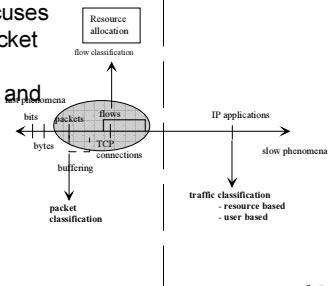 cuses
cket
and
Resource
allocation
flow classification
phenomena
bits
bytes
packets
flows
TCP
connections
buffering
packet
classification
IP applications
slow phenomena
traffic classification
- resource based
- user based